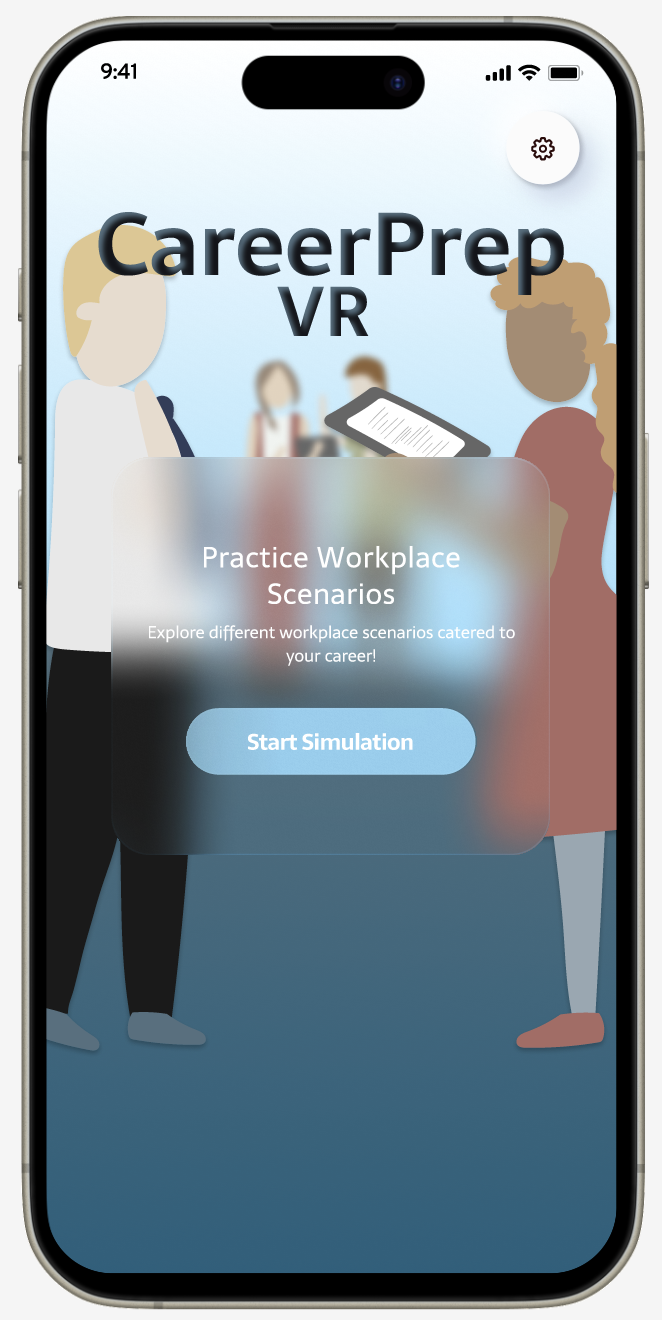 9:41
CareerPrep
VR
Practice Workplace
Scenarios
Explore different workplace scenarios catered to
your career!
Start Simulation